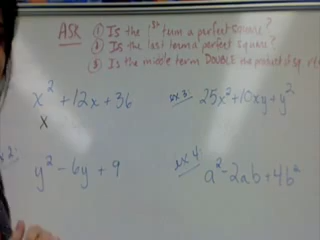 ASK ① Is the 1st term a perfect square?
② Is the last term a perfect square?
③ Is the middle term DOUBLE the product of sq.
x² + 12x + 36
x
ex 3: 25x² + 10xy + y²
2:
y² - 6y + 9
ex 4:
a² - 2ab + 4b²